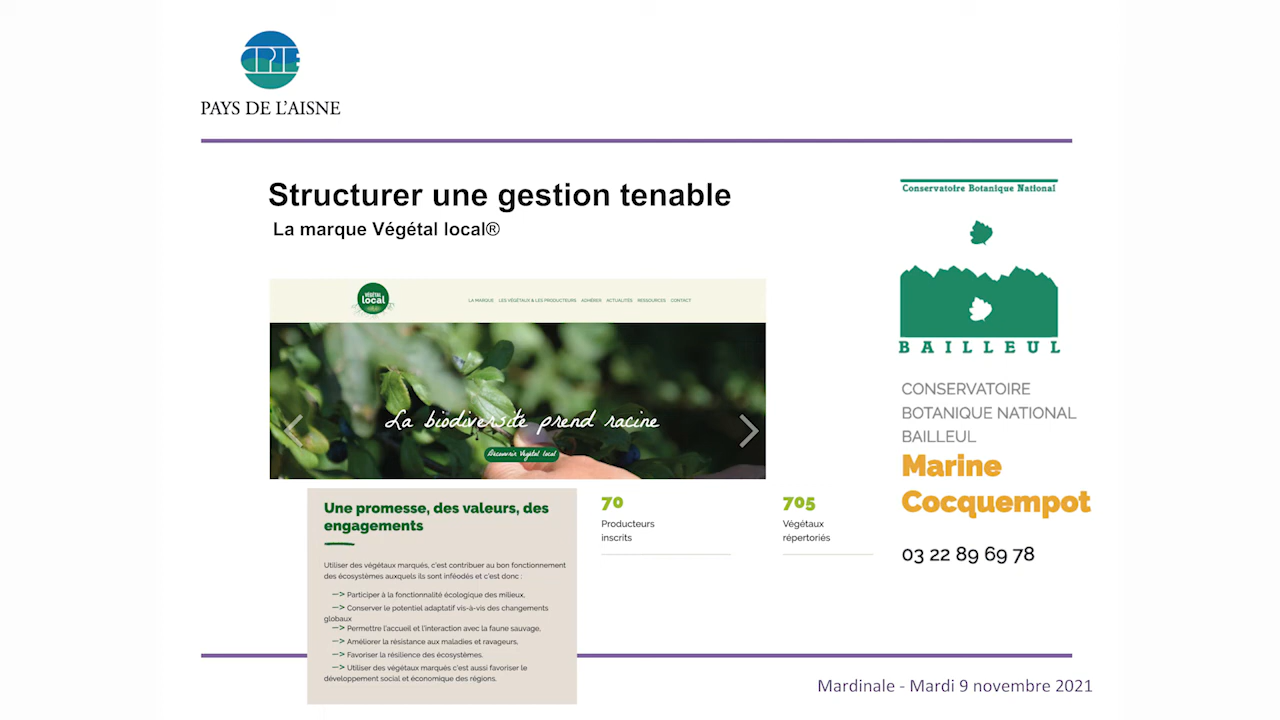 CPIE
PAYS DE L'AISNE
Structurer une gestion tenable
La marque Végétal local®
Conservatoire Botanique National
BAILLEUL
VÉGÉTAL
local
LA MARQUE LES VÉGÉTAUX & LES PRODUCTEURS ADHÉRER ACTUALITÉS RESSOURCES CONTACT
La biodiversité prend racine
Découvrir Végétal local
CONSERVATOIRE
BOTANIQUE NATIONAL
BAILLEUL
Marine
Cocquempot
03 22 89 69 78
Une promesse, des valeurs, des
engagements
Utiliser des végétaux marqués, c'est contribuer au bon fonctionnement
des écosystèmes auxquels ils sont inféodés et c'est donc :
—> Participer à la fonctionnalité écologique des milieux,
—> Conserver le potentiel adaptatif vis-à-vis des changements
globaux
—> Permettre l'accueil et l'interaction avec la faune sauvage,
—> Améliorer la résistance aux maladies et ravageurs,
—> Favoriser la résilience des écosystèmes,
—> Utiliser des végétaux marqués c'est aussi favoriser le
développement social et économique des régions.
70
Producteurs
inscrits
705
Végétaux
répertoriés
Mardinale - Mardi 9 novembre 2021